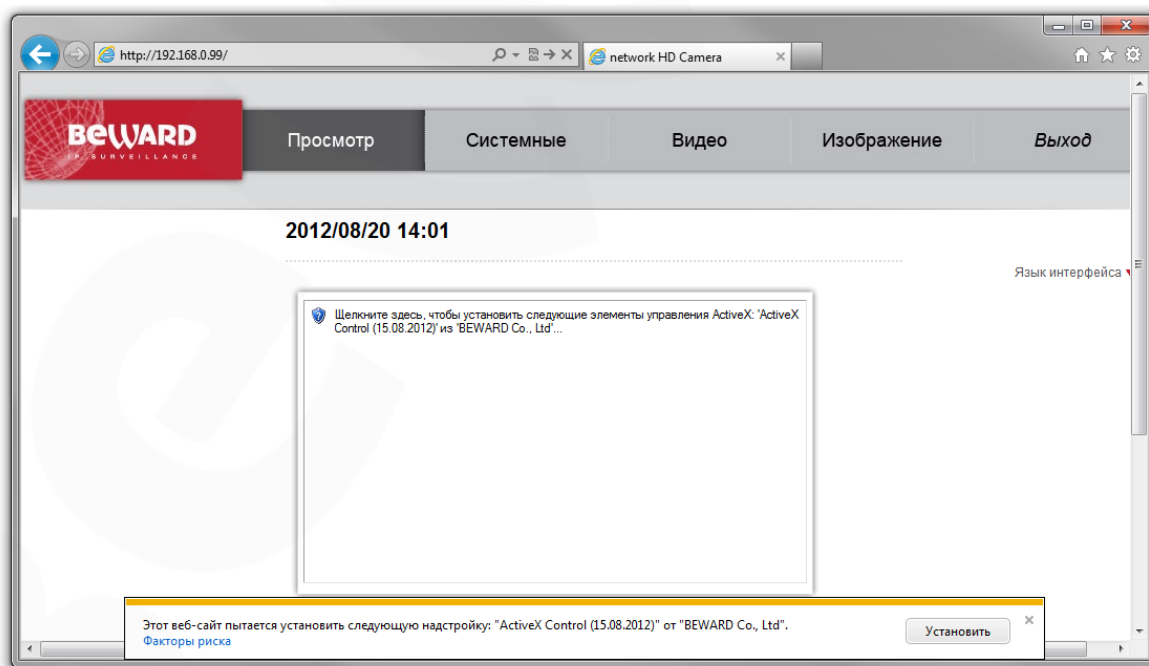 http://192.168.0.99/
network HD Camera
BEWARD
IP SURVEILLANCE
Просмотр
Системные
Видео
Изображение
Выход
2012/08/20 14:01
Язык интерфейса
Щелкните здесь, чтобы установить следующие элементы управления ActiveX: 'ActiveX
Control (15.08.2012)' из 'BEWARD Co., Ltd'...
Этот веб-сайт пытается установить следующую надстройку: "ActiveX Control (15.08.2012)" от "BEWARD Co., Ltd".
Факторы риска
Установить